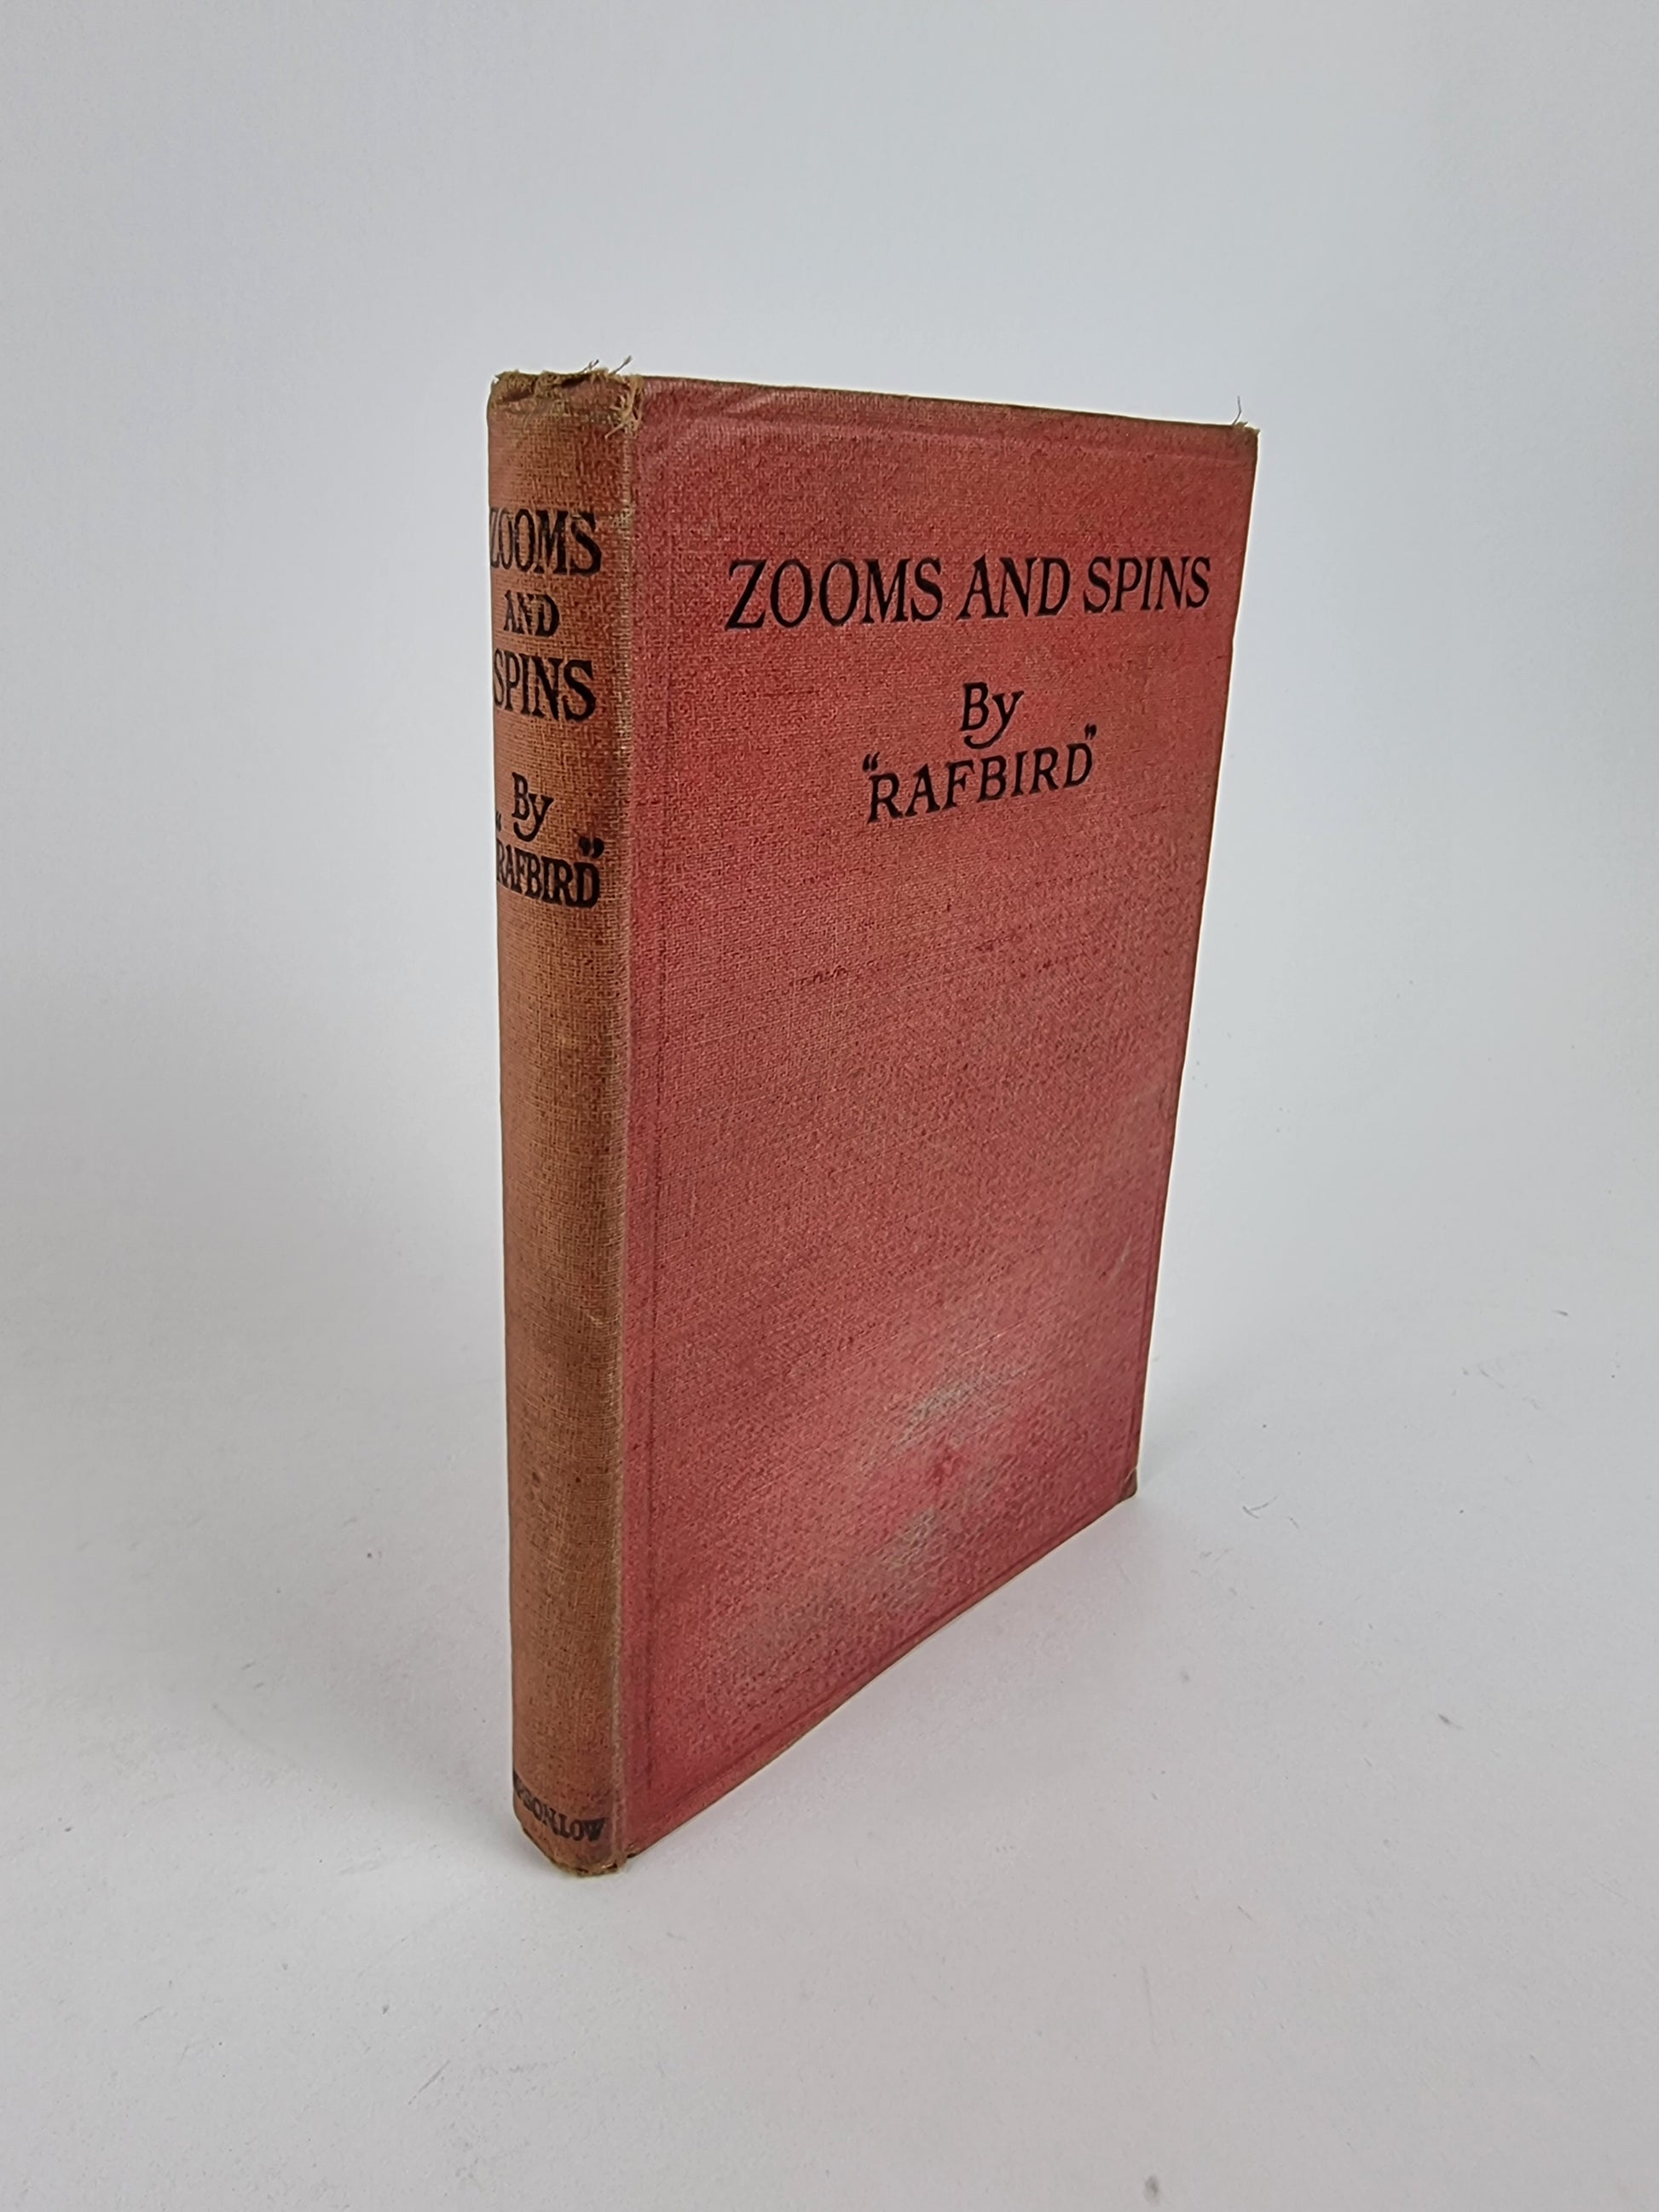 ZOOMS
AND
SPINS
By
"RAFBIRD"
ZOOMS AND SPINS
By
"RAFBIRD"